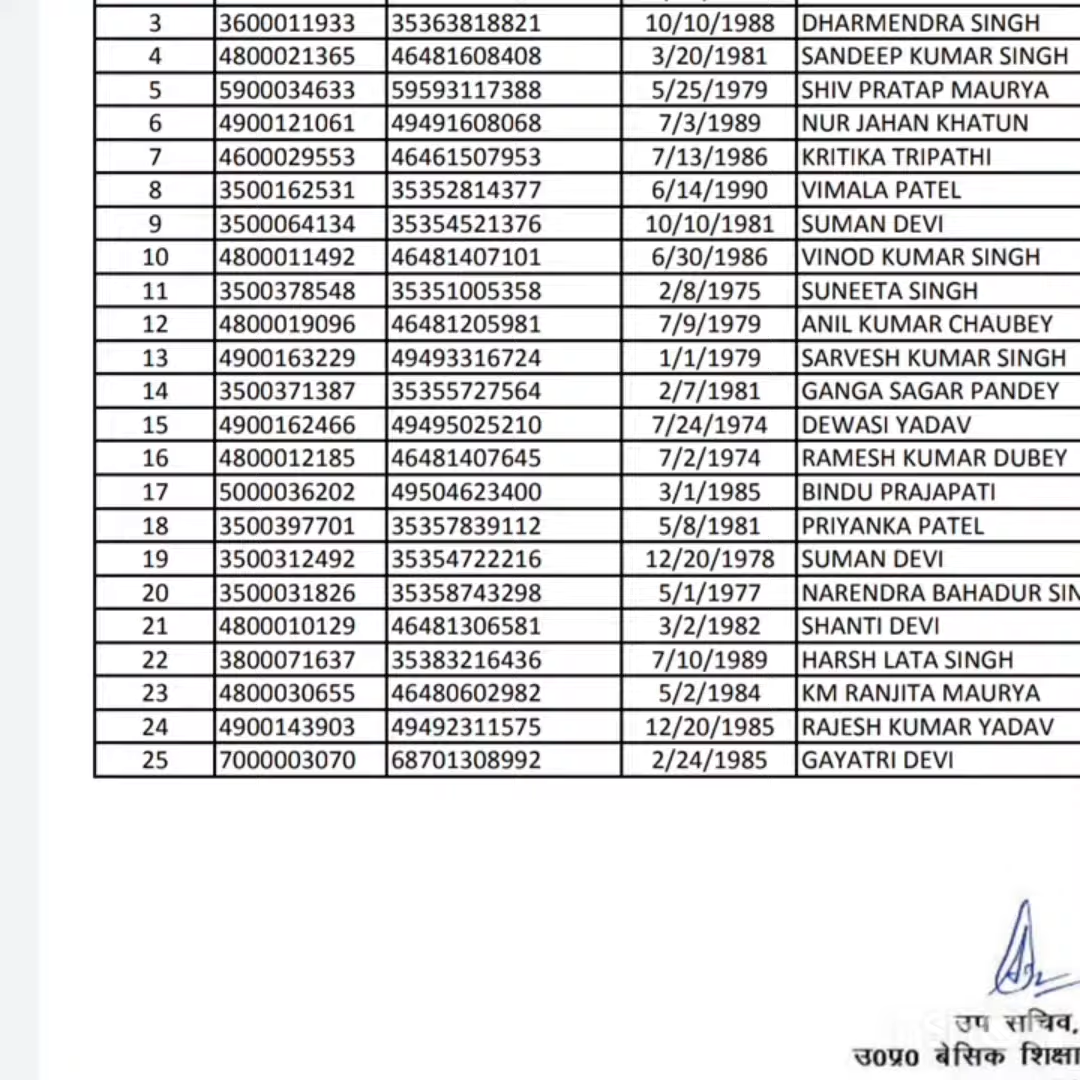 3 3600011933 35363818821 10/10/1988 DHARMENDRA SINGH
4 4800021365 46481608408 3/20/1981 SANDEEP KUMAR SINGH
5 5900034633 59593117388 5/25/1979 SHIV PRATAP MAURYA
6 4900121061 49491608068 7/3/1989 NUR JAHAN KHATUN
7 4600029553 46461507953 7/13/1986 KRITIKA TRIPATHI
8 3500162531 35352814377 6/14/1990 VIMALA PATEL
9 3500064134 35354521376 10/10/1981 SUMAN DEVI
10 4800011492 46481407101 6/30/1986 VINOD KUMAR SINGH
11 3500378548 35351005358 2/8/1975 SUNEETA SINGH
12 4800019096 46481205981 7/9/1979 ANIL KUMAR CHAUBEY
13 4900163229 49493316724 1/1/1979 SARVESH KUMAR SINGH
14 3500371387 35355727564 2/7/1981 GANGA SAGAR PANDEY
15 4900162466 49495025210 7/24/1974 DEWASI YADAV
16 4800012185 46481407645 7/2/1974 RAMESH KUMAR DUBEY
17 5000036202 49504623400 3/1/1985 BINDU PRAJAPATI
18 3500397701 35357839112 5/8/1981 PRIYANKA PATEL
19 3500312492 35354722216 12/20/1978 SUMAN DEVI
20 3500031826 35358743298 5/1/1977 NARENDRA BAHADUR SIN
21 4800010129 46481306581 3/2/1982 SHANTI DEVI
22 3800071637 35383216436 7/10/1989 HARSH LATA SINGH
23 4800030655 46480602982 5/2/1984 KM RANJITA MAURYA
24 4900143903 49492311575 12/20/1985 RAJESH KUMAR YADAV
25 7000003070 68701308992 2/24/1985 GAYATRI DEVI
उप सचिव,
उ०प्र० बेसिक शिक्षा